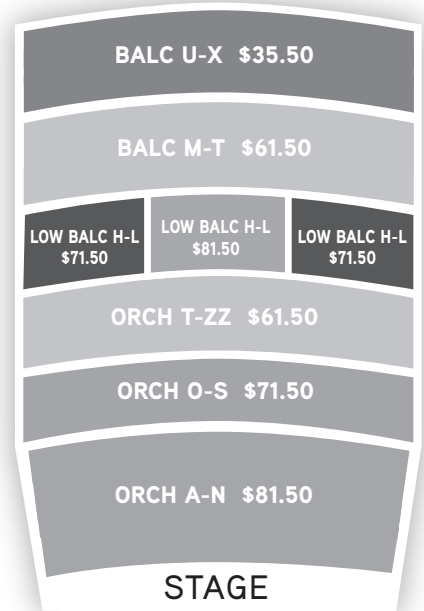 BALC U-X $35.50
BALC M-T $61.50
LOW BALC H-L
$71.50
LOW BALC H-L
$81.50
LOW BALC H-L
$71.50
ORCH T-ZZ $61.50
ORCH O-S $71.50
ORCH A-N $81.50
STAGE